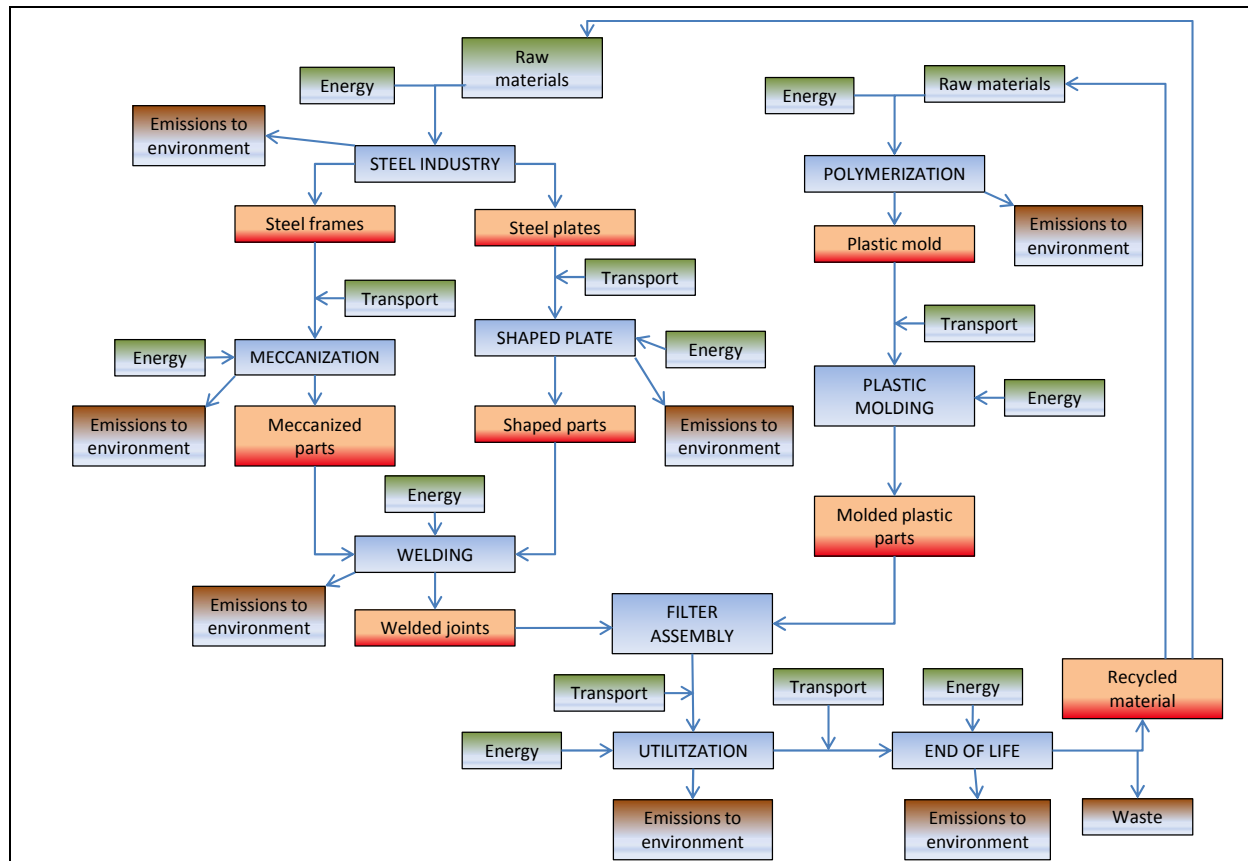 Raw
materials
Energy
Raw materials
Energy
Emissions to
environment
STEEL INDUSTRY
POLYMERIZATION
Steel frames
Steel plates
Emissions to
environment
Plastic mold
Transport
Transport
Transport
SHAPED PLATE
Energy
Energy
MECCANIZATION
PLASTIC
MOLDING
Energy
Emissions to
environment
Meccanized
parts
Shaped parts
Emissions to
environment
Energy
Molded plastic
parts
WELDING
Emissions to
environment
Welded joints
FILTER
ASSEMBLY
Transport
Transport
Energy
Recycled
material
Energy
UTILITZATION
END OF LIFE
Emissions to
environment
Emissions to
environment
Waste